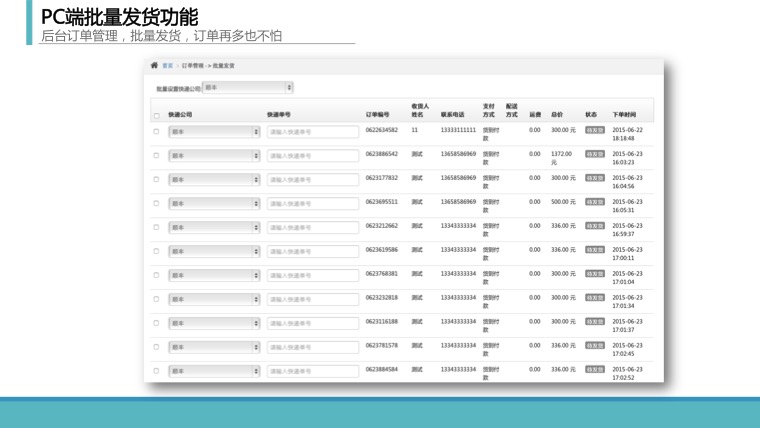 PC端批量发货功能
后台订单管理，批量发货，订单再多也不怕
首页 > 订单管理 - > 批量发货
批量设置快递公司: 顺丰
快递公司 快递单号 订单编号 收货人姓名 联系电话 支付方式 配送方式 运费 总价 状态 下单时间
顺丰 请输入快递单号 0622634582 11 13333111111 货到付款 0.00 300.00 元 待发货 2015-06-22 18:18:48
顺丰 请输入快递单号 0623886542 测试 13658586969 货到付款 0.00 1372.00 元 待发货 2015-06-23 16:03:23
顺丰 请输入快递单号 0623177832 测试 13658586969 货到付款 0.00 300.00 元 待发货 2015-06-23 16:04:56
顺丰 请输入快递单号 0623695511 测试 13658586969 货到付款 0.00 500.00 元 待发货 2015-06-23 16:05:31
顺丰 请输入快递单号 0623212662 测试 13343333334 货到付款 0.00 336.00 元 待发货 2015-06-23 16:59:37
顺丰 请输入快递单号 0623619586 测试 13343333334 货到付款 0.00 336.00 元 待发货 2015-06-23 17:00:11
顺丰 请输入快递单号 0623768381 测试 13343333334 货到付款 0.00 300.00 元 待发货 2015-06-23 17:01:04
顺丰 请输入快递单号 0623232818 测试 13343333334 货到付款 0.00 300.00 元 待发货 2015-06-23 17:01:34
顺丰 请输入快递单号 0623116188 测试 13343333334 货到付款 0.00 300.00 元 待发货 2015-06-23 17:01:37
顺丰 请输入快递单号 0623781578 测试 13343333334 货到付款 0.00 336.00 元 待发货 2015-06-23 17:02:45
顺丰 请输入快递单号 0623884584 测试 13343333334 货到付款 0.00 336.00 元 待发货 2015-06-23 17:02:52